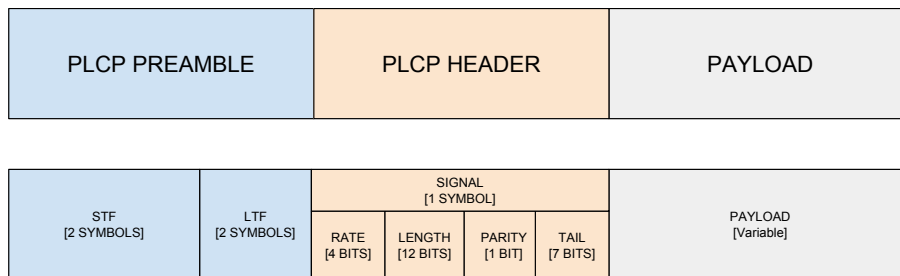 PLCP PREAMBLE
PLCP HEADER
PAYLOAD
STF
[2 SYMBOLS]
LTF
[2 SYMBOLS]
SIGNAL
[1 SYMBOL]
RATE
[4 BITS]
LENGTH
[12 BITS]
PARITY
[1 BIT]
TAIL
[7 BITS]
PAYLOAD
[Variable]